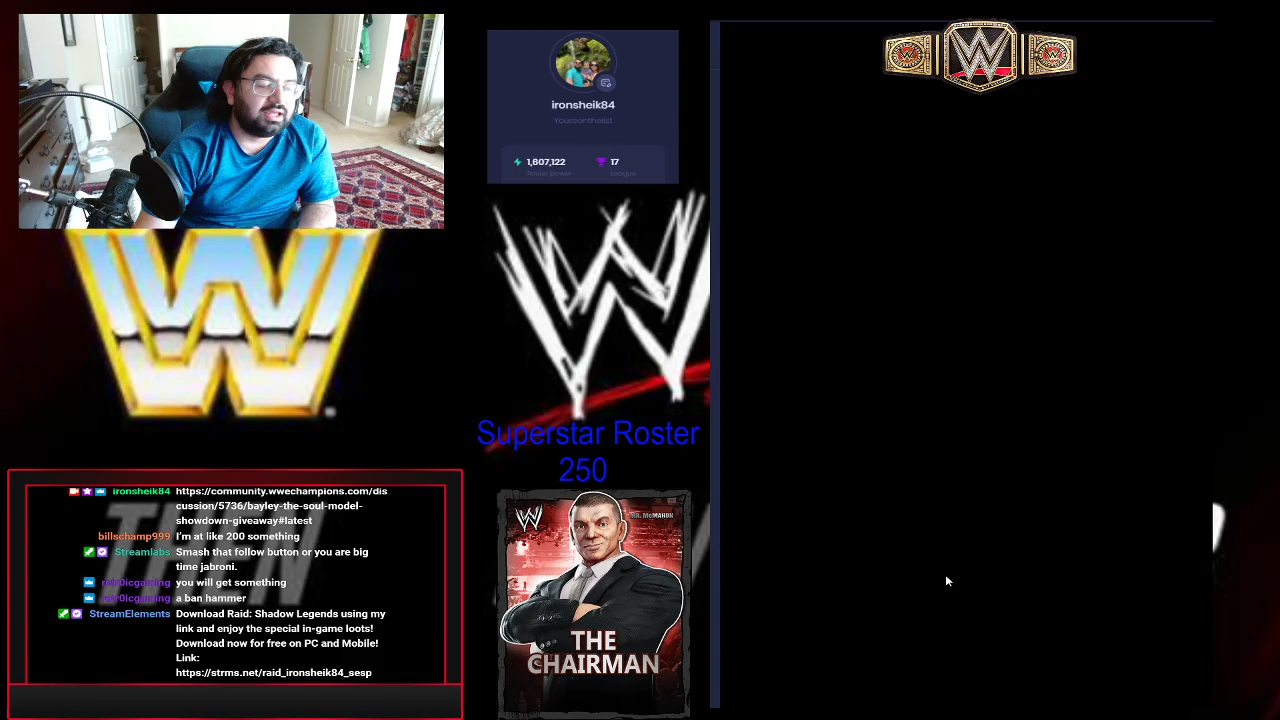 ironsheik84
Youreonthelist
1,607,122
17
Roster power
League
Superstar Roster
250
ironsheik84 https://community.wwechampions.com/dis
cussion/5736/bayley-the-soul-model-
showdown-giveaway#latest
billschamp999 I'm at like 200 something
Streamlabs Smash that follow button or you are big
time jabroni.
you will get something
a ban hammer
StreamElements Download Raid: Shadow Legends using my
link and enjoy the special in-game loots!
Download now for free on PC and Mobile!
Link:
https://strms.net/raid_ironsheik84_sesp
MR. McMAHON
THE
CHAIRMAN